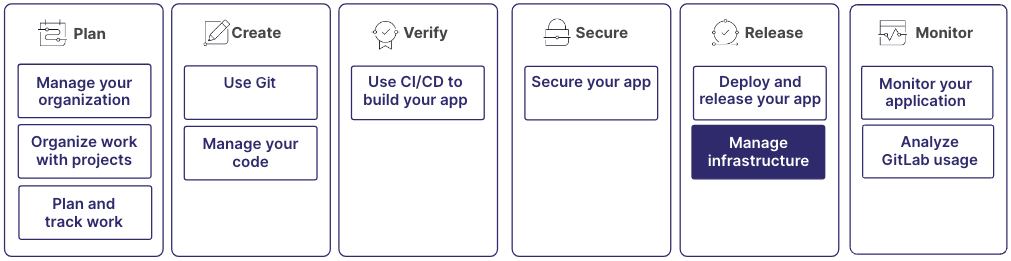 Plan
Manage your
organization
Organize work
with projects
Plan and
track work
Create
Use Git
Manage your
code
Verify
Use CI/CD to
build your app
Secure
Secure your app
Release
Deploy and
release your app
Manage
infrastructure
Monitor
Monitor your
application
Analyze
GitLab usage